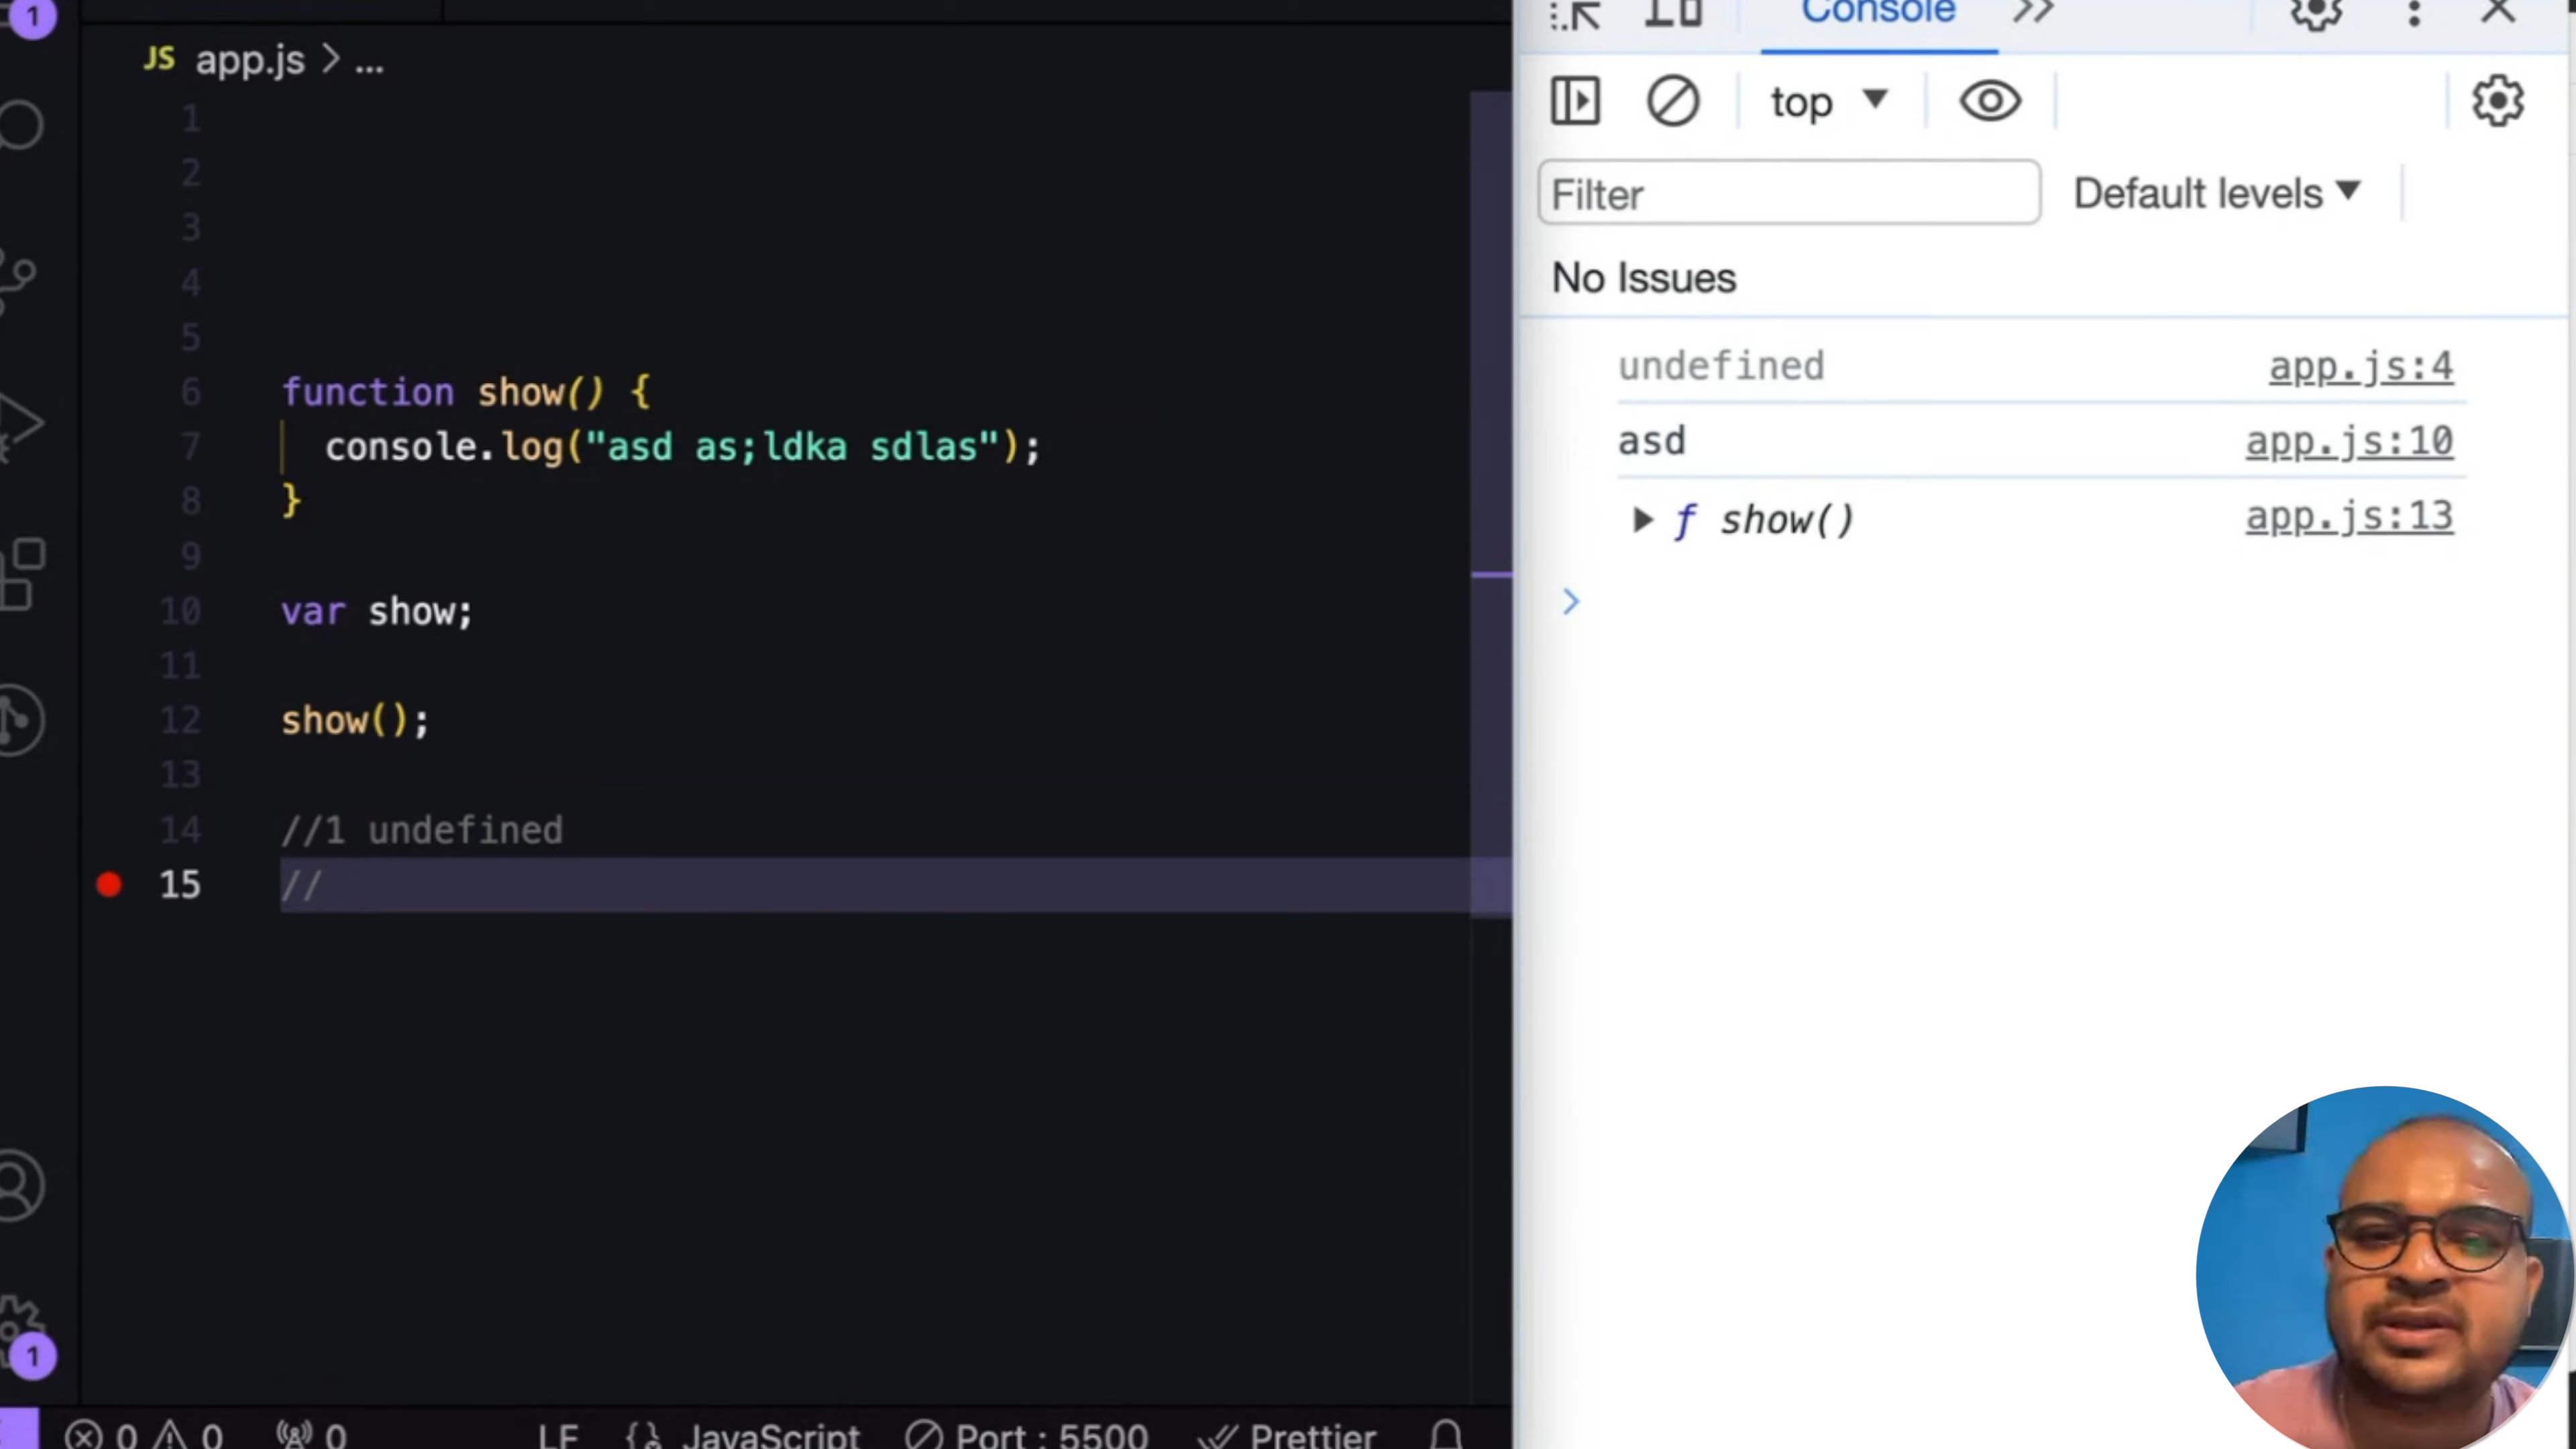 1
JS app.js > ...
1
2
3
4
5
6 function show() {
7 console.log("asd as;ldka sdlas");
8 }
9
10 var show;
11
12 show();
13
14 //1 undefined
15 //
1
0 0 0 LF JavaScript Port : 5500 Prettier
Console
top
Filter Default levels
No Issues
undefined app.js:4
asd app.js:10
ƒ show() app.js:13